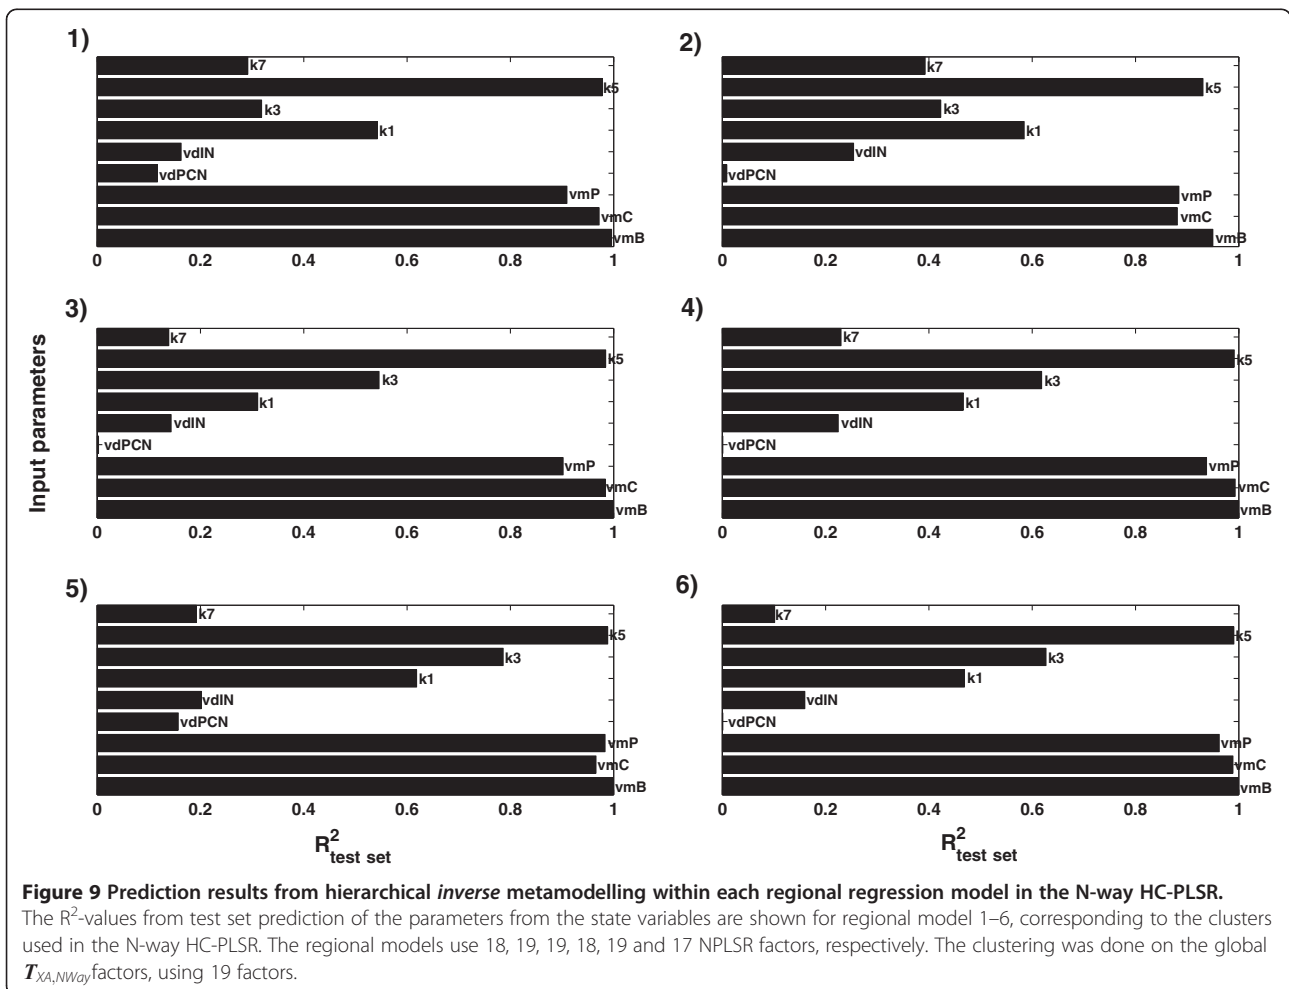 1)
k7
k5
k3
k1
vdIN
vdPCN
vmP
vmC
vmB
0 0.2 0.4 0.6 0.8 1
2)
k7
k5
k3
k1
vdIN
vdPCN
vmP
vmC
vmB
0 0.2 0.4 0.6 0.8 1
Input parameters
3)
k7
k5
k3
k1
vdIN
vdPCN
vmP
vmC
vmB
0 0.2 0.4 0.6 0.8 1
4)
k7
k5
k3
k1
vdIN
vdPCN
vmP
vmC
vmB
0 0.2 0.4 0.6 0.8 1
5)
k7
k5
k3
k1
vdIN
vdPCN
vmP
vmC
vmB
0 0.2 0.4 0.6 0.8 1
R² test set
6)
k7
k5
k3
k1
vdIN
vdPCN
vmP
vmC
vmB
0 0.2 0.4 0.6 0.8 1
R² test set
Figure 9 Prediction results from hierarchical inverse metamodelling within each regional regression model in the N-way HC-PLSR.
The R²-values from test set prediction of the parameters from the state variables are shown for regional model 1–6, corresponding to the clusters
used in the N-way HC-PLSR. The regional models use 18, 19, 19, 18, 19 and 17 NPLSR factors, respectively. The clustering was done on the global
T XA,NWay factors, using 19 factors.